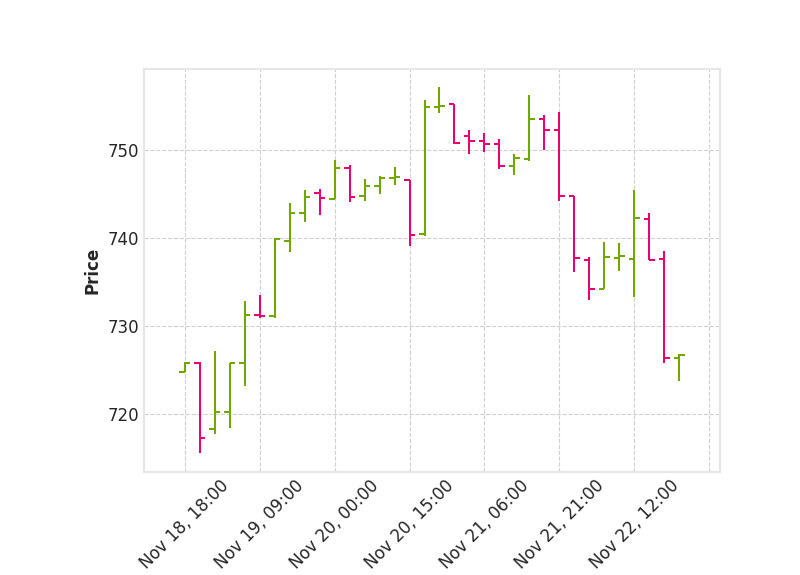 Price
750
740
730
720
Nov 18, 18:00
Nov 19, 09:00
Nov 20, 00:00
Nov 20, 15:00
Nov 21, 06:00
Nov 21, 21:00
Nov 22, 12:00